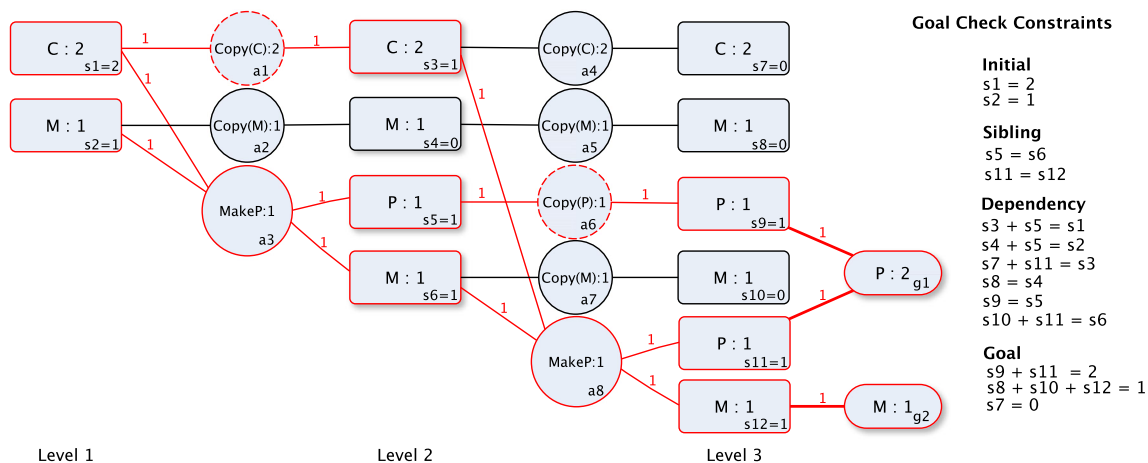 Goal Check Constraints
C : 2
s1=2
1
Copy(C):2
a1
1
C : 2
s3=1
Copy(C):2
a4
C : 2
s7=0
1
1
M : 1
s2=1
1
Copy(M):1
a2
M : 1
s4=0
Copy(M):1
a5
M : 1
s8=0
MakeP:1
a3
1
P : 1
s5=1
1
Copy(P):1
a6
1
P : 1
s9=1
1
1
M : 1
s6=1
1
Copy(M):1
a7
M : 1
s10=0
1
P : 2
g1
MakeP:1
a8
1
P : 1
s11=1
1
M : 1
s12=1
1
M : 1
g2
Initial
s1 = 2
s2 = 1
Sibling
s5 = s6
s11 = s12
Dependency
s3 + s5 = s1
s4 + s5 = s2
s7 + s11 = s3
s8 = s4
s9 = s5
s10 + s11 = s6
Goal
s9 + s11 = 2
s8 + s10 + s12 = 1
s7 = 0
Level 1
Level 2
Level 3